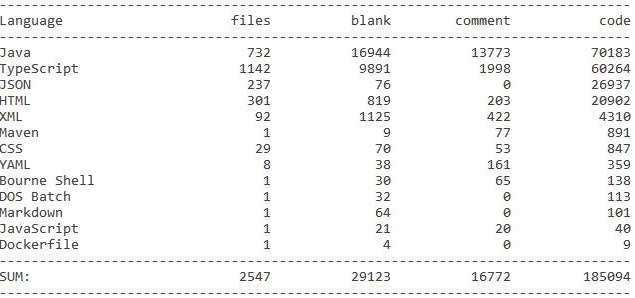 -------------------------------------------------------------------------------
Language                     files          blank        comment           code
-------------------------------------------------------------------------------
Java                           732          16944          13773          70183
TypeScript                    1142           9891           1998          60264
JSON                           237             76              0          26937
HTML                           301            819            203          20902
XML                             92           1125            422           4310
Maven                            1              9             77            891
CSS                             29             70             53            847
YAML                             8             38            161            359
Bourne Shell                     1             30             65            138
DOS Batch                        1             32              0            113
Markdown                         1             64              0            101
JavaScript                       1             21             20             40
Dockerfile                       1              4              0              9
-------------------------------------------------------------------------------
SUM:                          2547          29123          16772         185094
-------------------------------------------------------------------------------